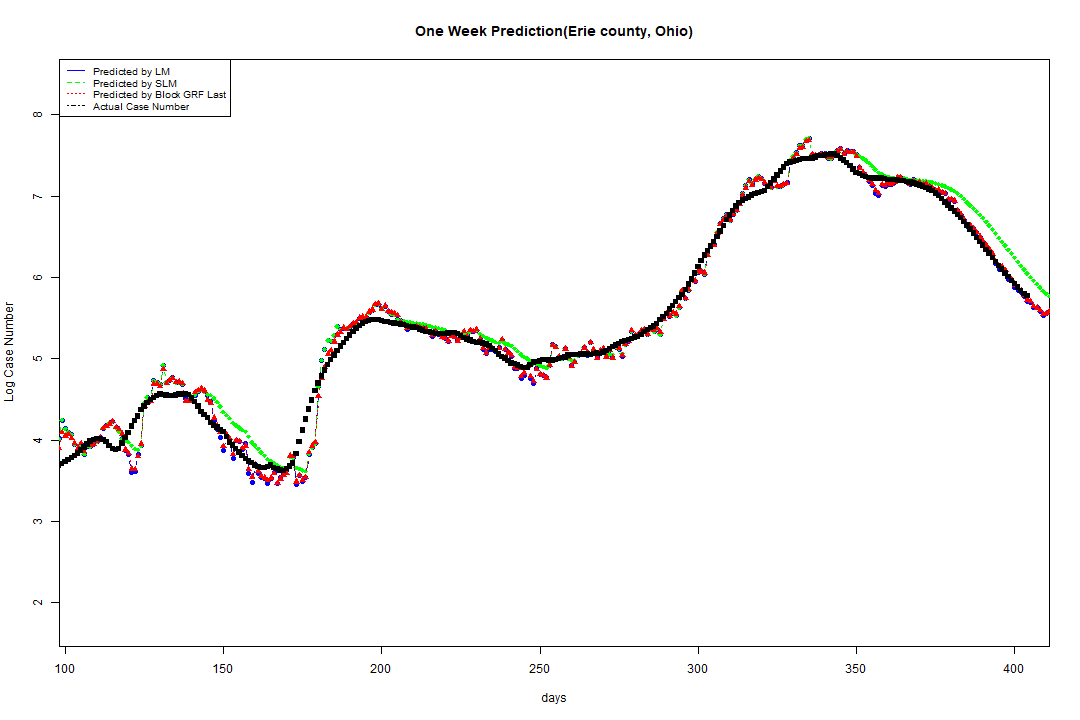 One Week Prediction(Erie county, Ohio)
Predicted by LM
Predicted by SLM
Predicted by Block GRF Last
Actual Case Number
8
7
6
5
4
3
2
Log Case Number
100 150 200 250 300 350 400
days